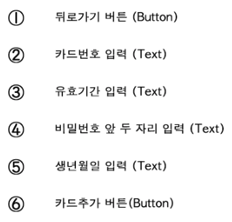 ① 뒤로가기 버튼 (Button)
② 카드번호 입력 (Text)
③ 유효기간 입력 (Text)
④ 비밀번호 앞 두 자리 입력 (Text)
⑤ 생년월일 입력 (Text)
⑥ 카드추가 버튼(Button)